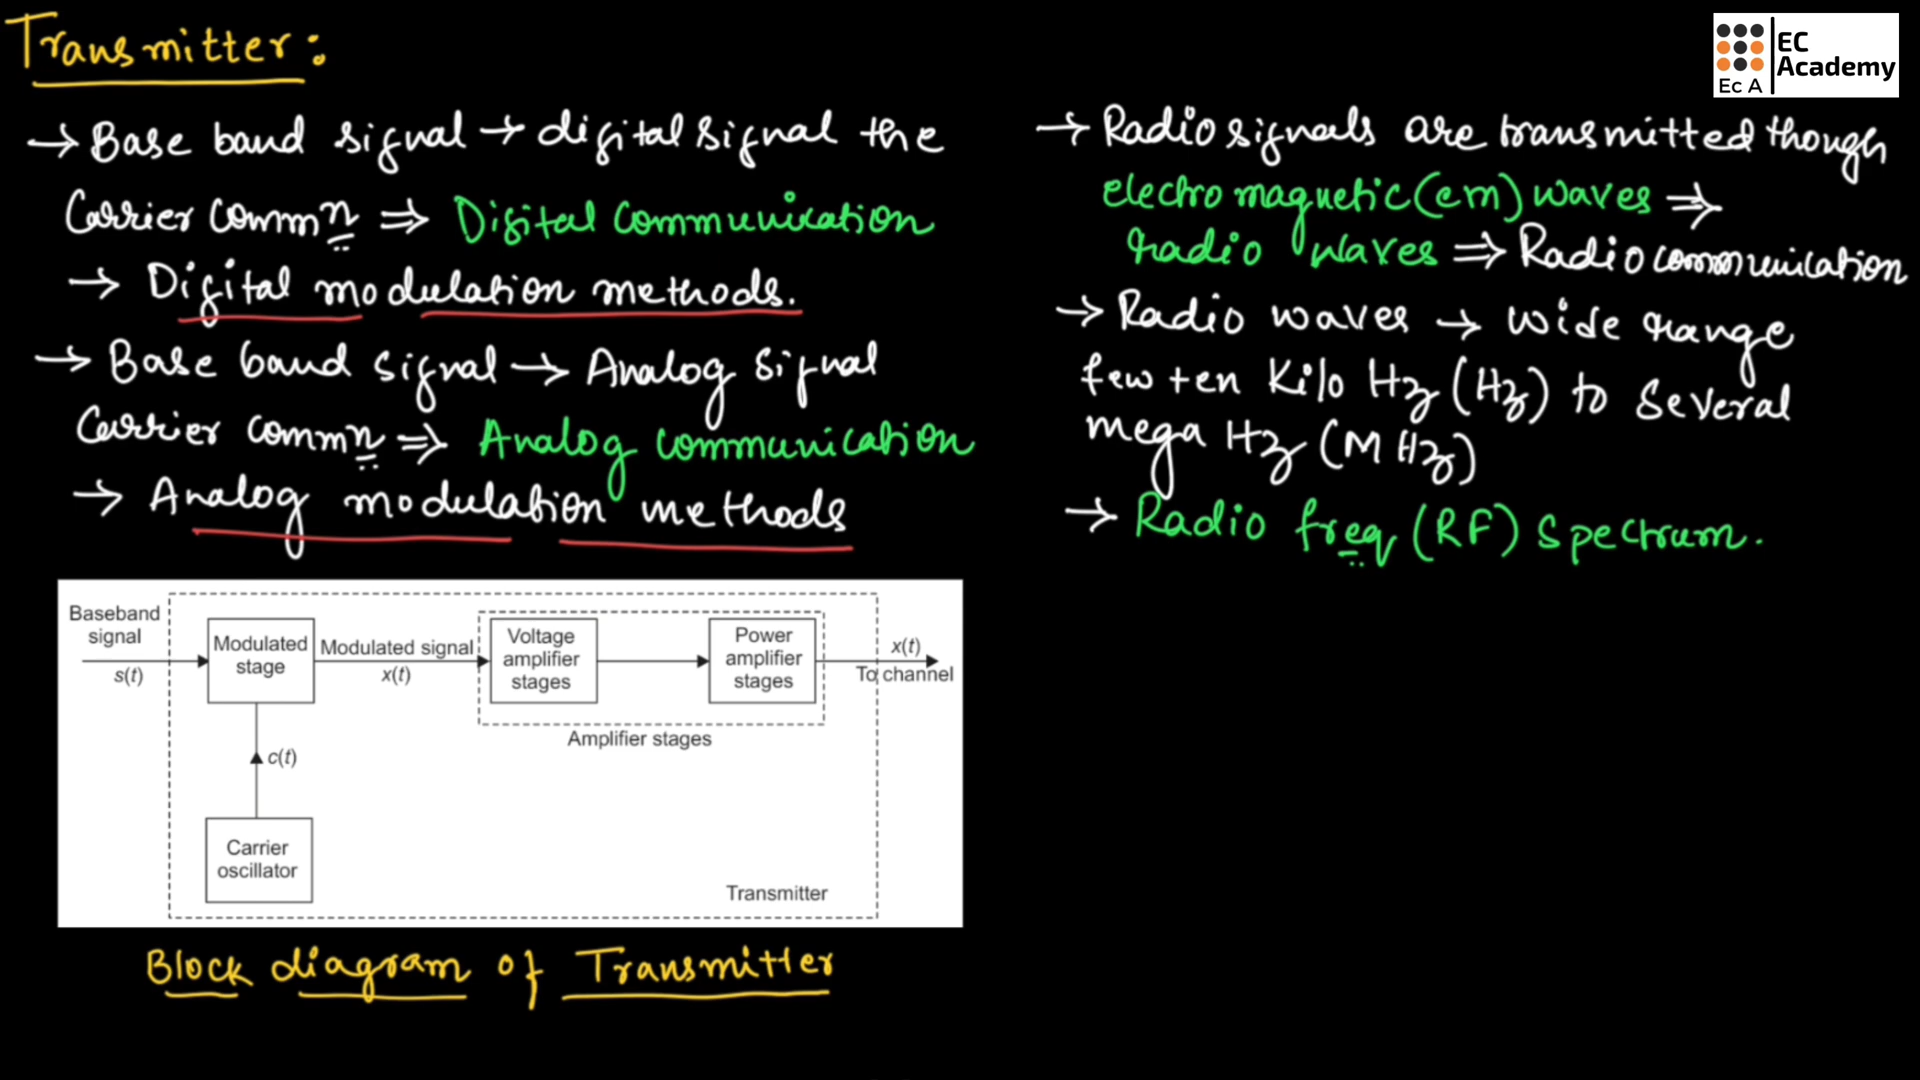 Transmitter:
→ Base band signal → digital signal the
Carrier commn ⇒ Digital communication
→ Digital modulation methods.
→ Base band signal → Analog signal
Carrier commn ⇒ Analog communication
→ Analog modulation methods
Baseband
signal
s(t)
Modulated
stage
Modulated signal
x(t)
Voltage
amplifier
stages
Power
amplifier
stages
x(t)
To channel
Amplifier stages
c(t)
Carrier
oscillator
Transmitter
Block diagram of Transmitter
EC
Academy
Ec A
→ Radio signals are transmitted though
electro magnetic (em) waves ⇒
radio waves ⇒ Radio communication
→ Radio waves → wide range
few ten Kilo Hz (Hz) to several
mega Hz (MHz)
→ Radio freq (RF) spectrum.